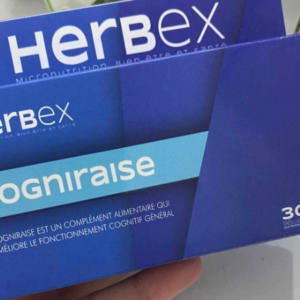 HerBex
Micronutrition, Bien être et santé
erBex
OGNIRAISE
OGNIRAISE EST UN COMPLÉMENT ALIMENTAIRE QUI
MÉLIORE LE FONCTIONNEMENT COGNITIF GÉNÉRAL
30